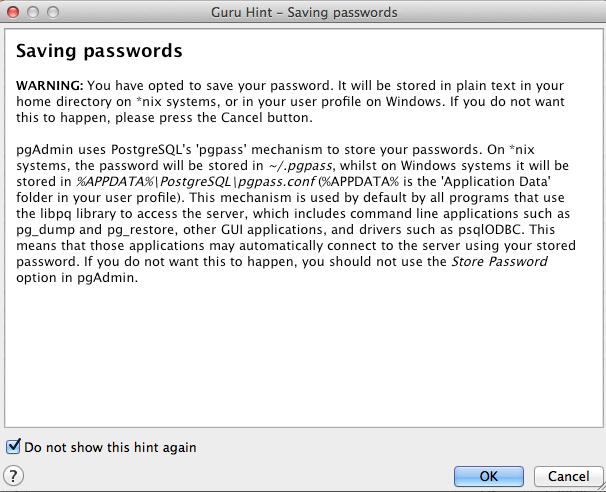 Guru Hint – Saving passwords
Saving passwords
WARNING: You have opted to save your password. It will be stored in plain text in your
home directory on *nix systems, or in your user profile on Windows. If you do not want
this to happen, please press the Cancel button.
pgAdmin uses PostgreSQL's 'pgpass' mechanism to store your passwords. On *nix
systems, the password will be stored in ~/.pgpass, whilst on Windows systems it will be
stored in %APPDATA%\PostgreSQL\pgpass.conf (%APPDATA% is the 'Application Data'
folder in your user profile). This mechanism is used by default by all programs that use
the libpq library to access the server, which includes command line applications such as
pg_dump and pg_restore, other GUI applications, and drivers such as psqlODBC. This
means that those applications may automatically connect to the server using your stored
password. If you do not want this to happen, you should not use the Store Password
option in pgAdmin.
Do not show this hint again
?
OK
Cancel